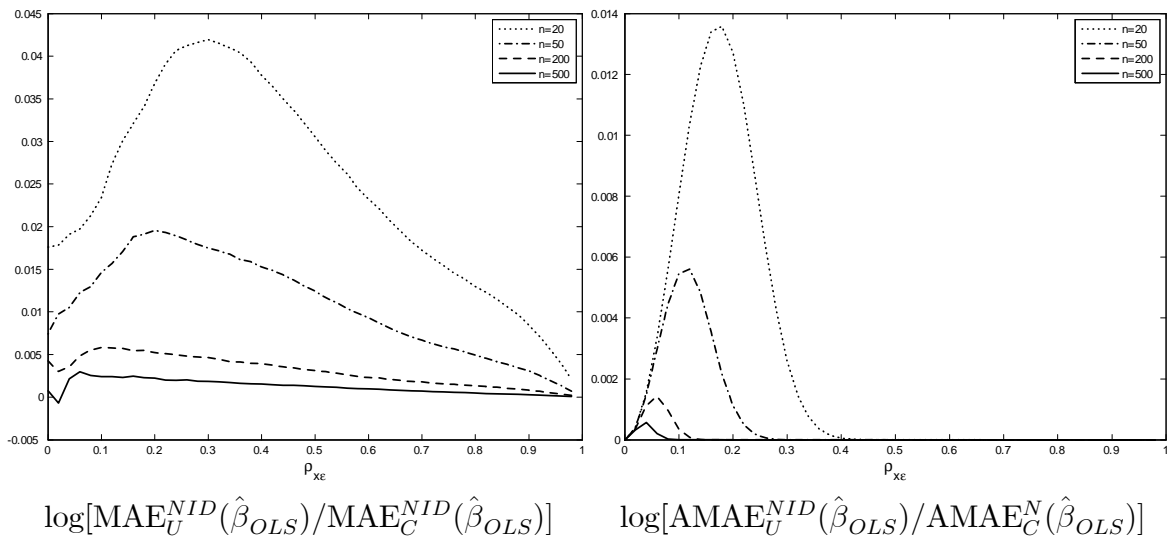 0.045
0.04
0.035
0.03
0.025
0.02
0.015
0.01
0.005
0
-0.005
0 0.1 0.2 0.3 0.4 0.5 0.6 0.7 0.8 0.9 1
ρxε
n=20
n=50
n=200
n=500
log[MAE_U^{NID}(β̂_{OLS})/MAE_C^{NID}(β̂_{OLS})]
0.014
0.012
0.01
0.008
0.006
0.004
0.002
0
0 0.1 0.2 0.3 0.4 0.5 0.6 0.7 0.8 0.9 1
ρxε
n=20
n=50
n=200
n=500
log[AMAE_U^{NID}(β̂_{OLS})/AMAE_C^{N}(β̂_{OLS})]